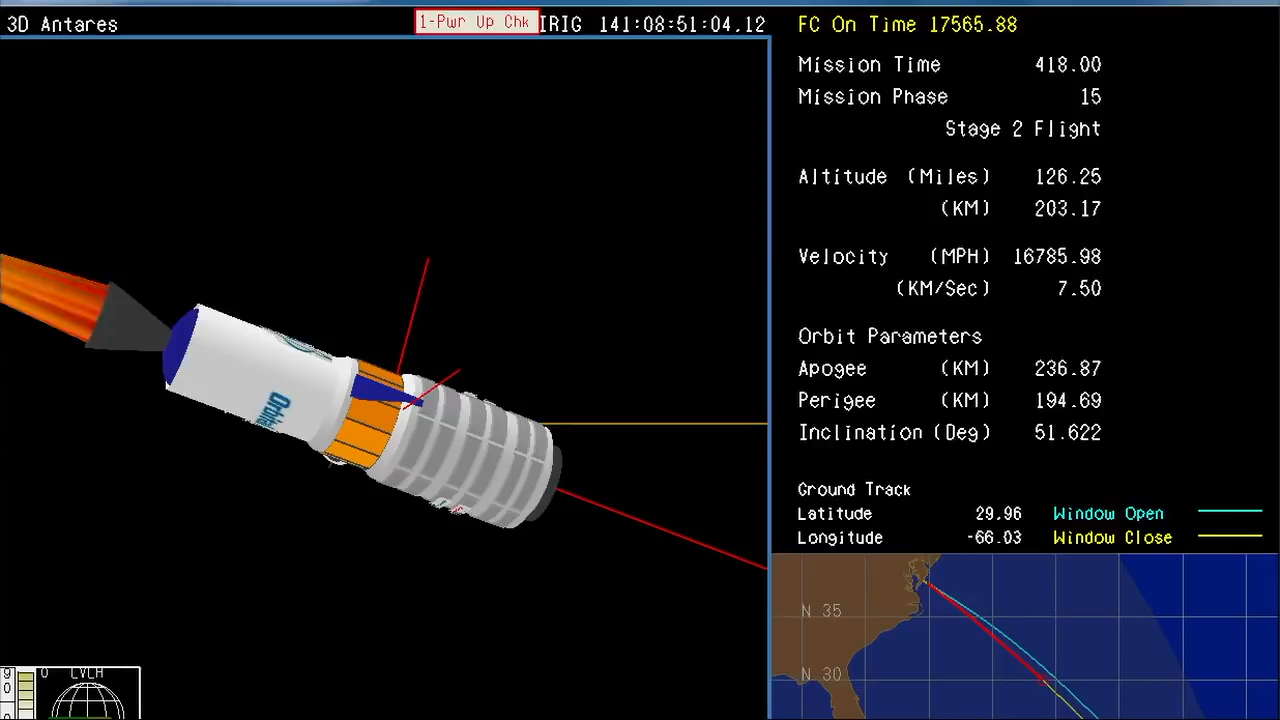 3D Antares
1-Pwr Up Chk
IRIG 141:08:51:04.12
FC On Time 17565.88
Mission Time 418.00
Mission Phase 15
Stage 2 Flight
Altitude (Miles) 126.25
(KM) 203.17
Velocity (MPH) 16785.98
(KM/Sec) 7.50
Orbit Parameters
Apogee (KM) 236.87
Perigee (KM) 194.69
Inclination (Deg) 51.622
Ground Track
Latitude 29.96 Window Open
Longitude -66.03 Window Close
N 35
N 30
0 LVLH
90